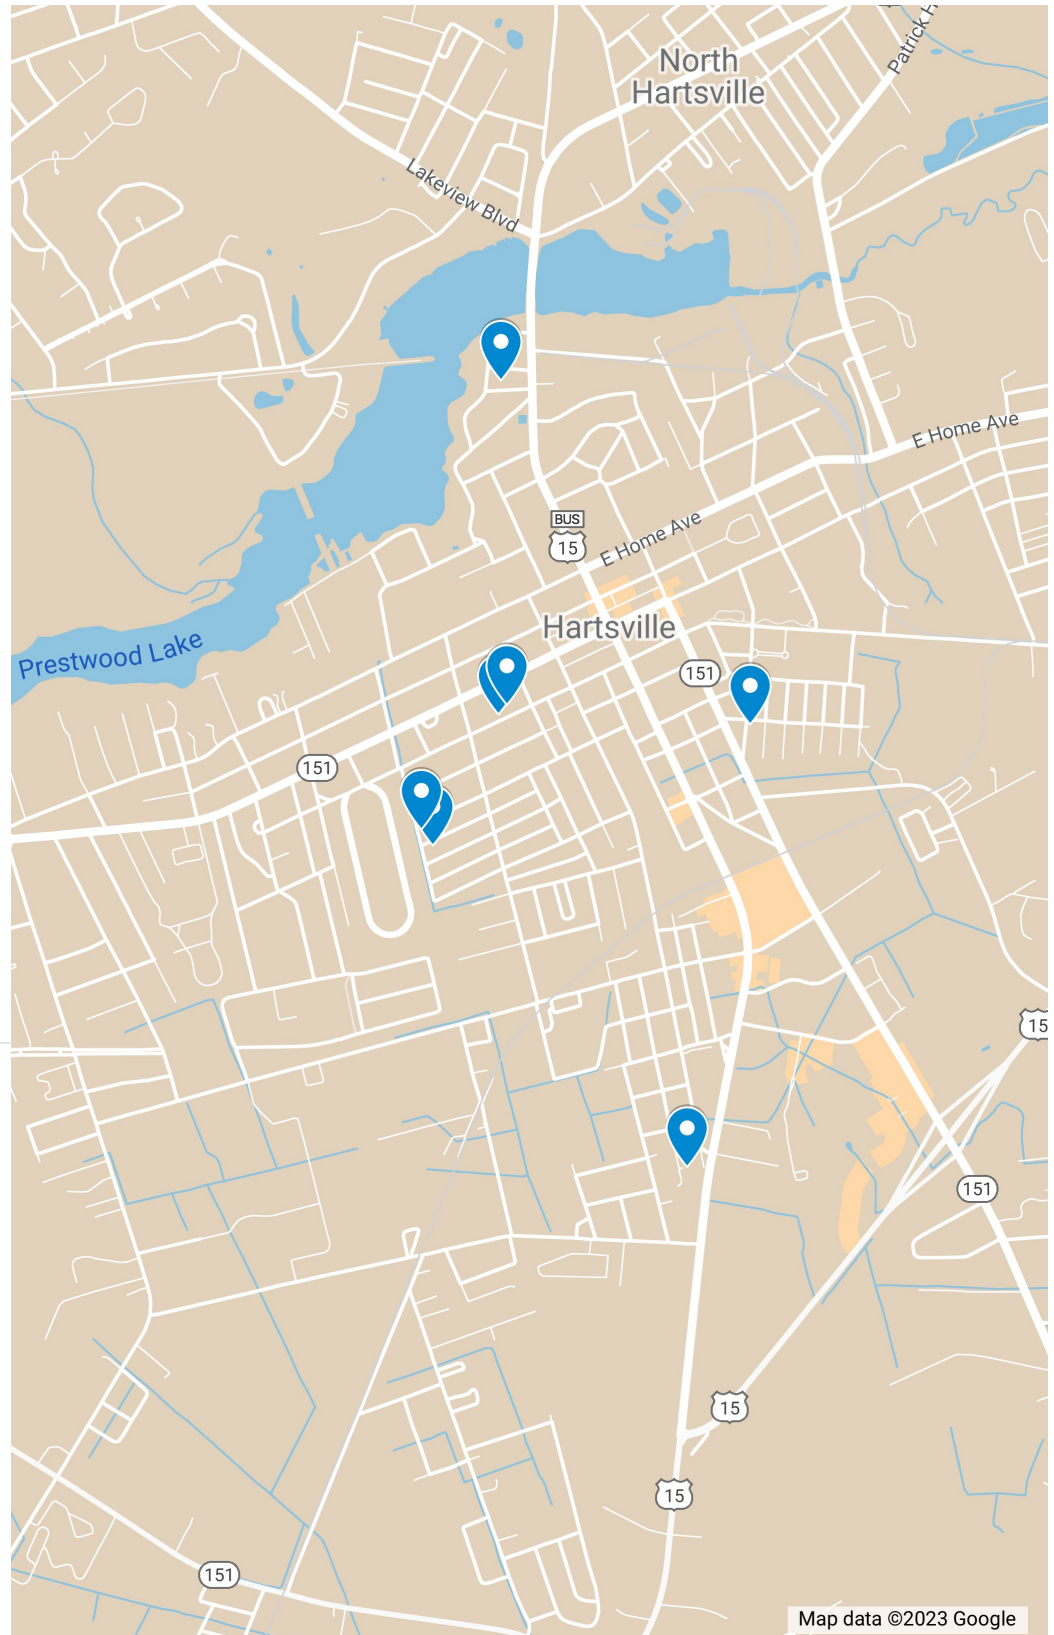 North
Hartsville
Patrick H
Lakeview Blvd
E Home Ave
BUS
15
E Home Ave
Hartsville
Prestwood Lake
151
151
15
151
15
15
151
Map data ©2023 Google